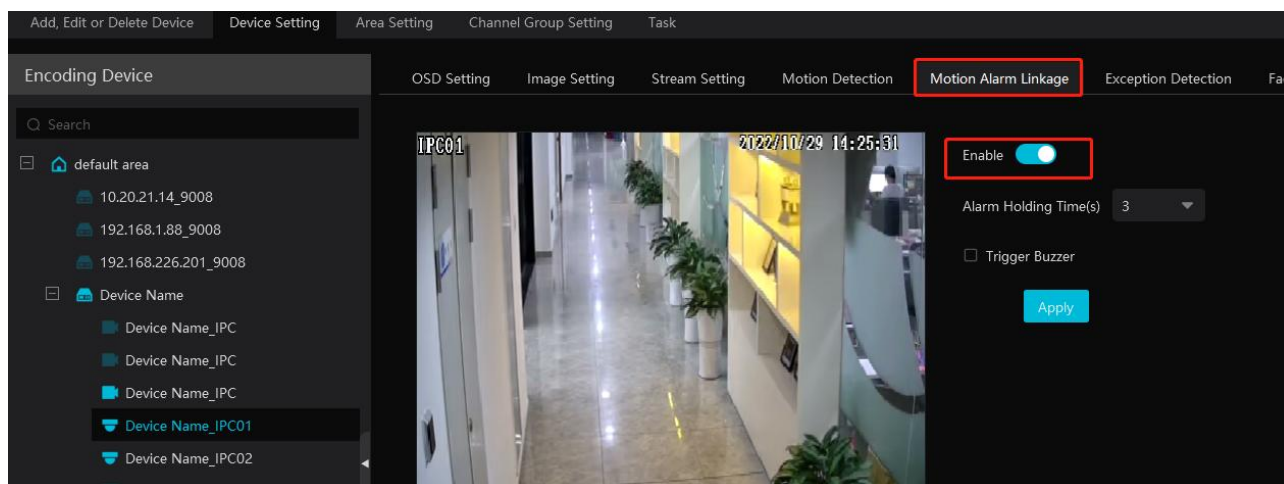 Add, Edit or Delete Device Device Setting Area Setting Channel Group Setting Task
Encoding Device
OSD Setting Image Setting Stream Setting Motion Detection Motion Alarm Linkage Exception Detection Fa
Search
default area
10.20.21.14_9008
192.168.1.88_9008
192.168.226.201_9008
Device Name
Device Name_IPC
Device Name_IPC
Device Name_IPC
Device Name_IPC01
Device Name_IPC02
IPC01 2022/10/29 14:25:31
Enable
Alarm Holding Time(s) 3
Trigger Buzzer
Apply